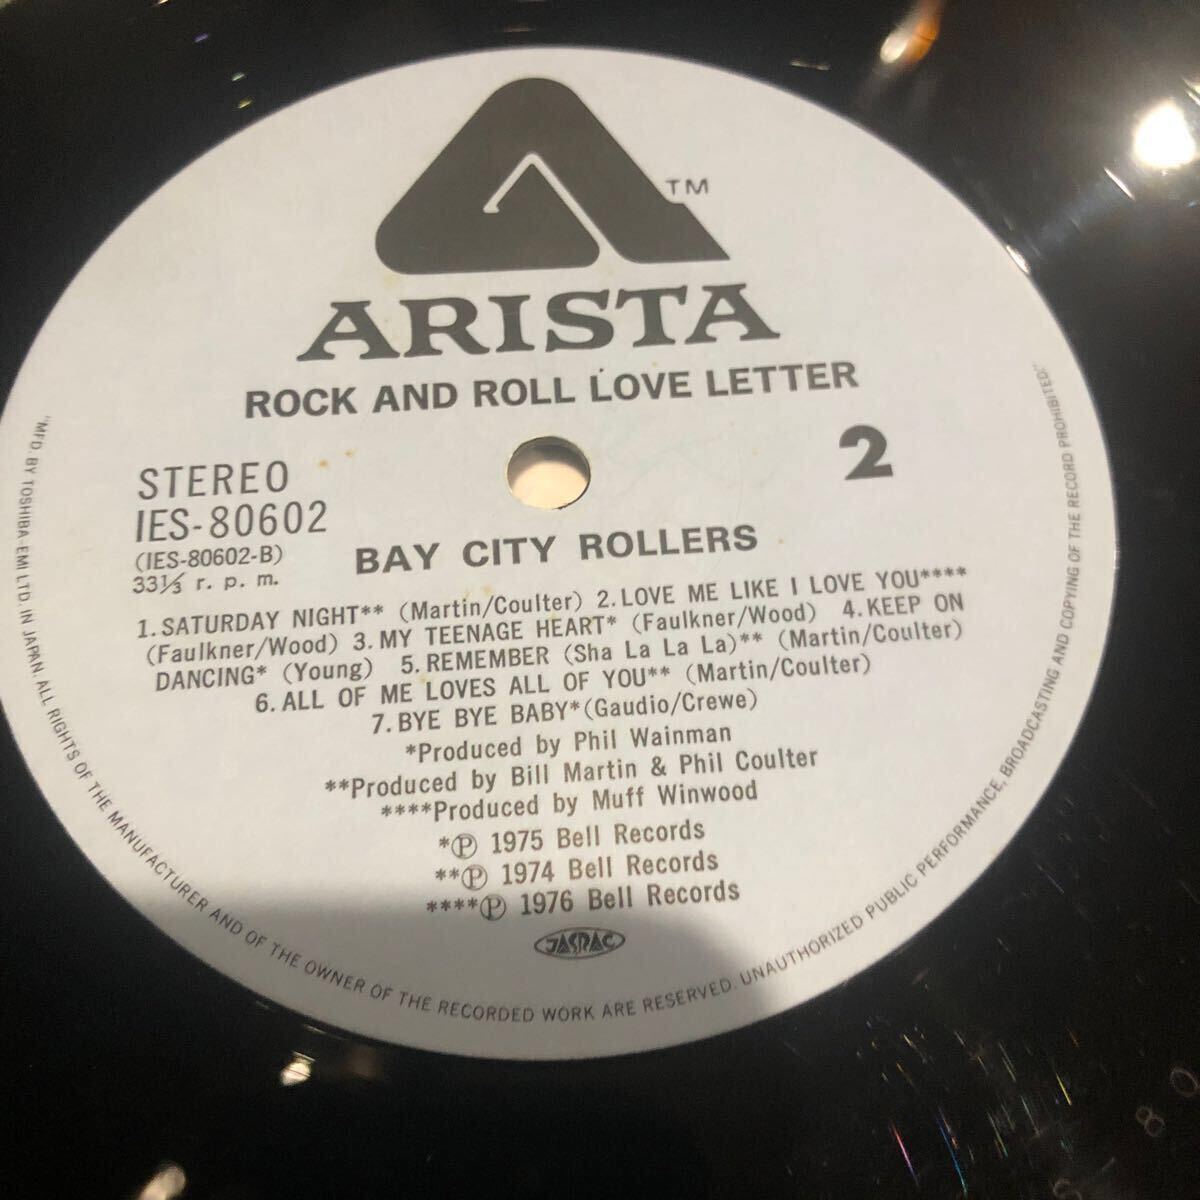 TM
ARISTA
ROCK AND ROLL LOVE LETTER
STEREO
IES-80602
(IES-80602-B)
33⅓ r. p. m.
2
BAY CITY ROLLERS
1. SATURDAY NIGHT** (Martin/Coulter) 2. LOVE ME LIKE I LOVE YOU****
(Faulkner/Wood) 3. MY TEENAGE HEART* (Faulkner/Wood) 4. KEEP ON
DANCING* (Young) 5. REMEMBER (Sha La La La)** (Martin/Coulter)
6. ALL OF ME LOVES ALL OF YOU** (Martin/Coulter)
7. BYE BYE BABY* (Gaudio/Crewe)
*Produced by Phil Wainman
**Produced by Bill Martin & Phil Coulter
****Produced by Muff Winwood
*Ⓟ 1975 Bell Records
**Ⓟ 1974 Bell Records
****Ⓟ 1976 Bell Records
JASRAC
"MFD. BY TOSHIBA-EMI LTD. IN JAPAN. ALL RIGHTS OF THE MANUFACTURER AND OF THE OWNER OF THE RECORDED WORK ARE RESERVED. UNAUTHORIZED PUBLIC PERFORMANCE, BROADCASTING AND COPYING OF THE RECORD PROHIBITED."